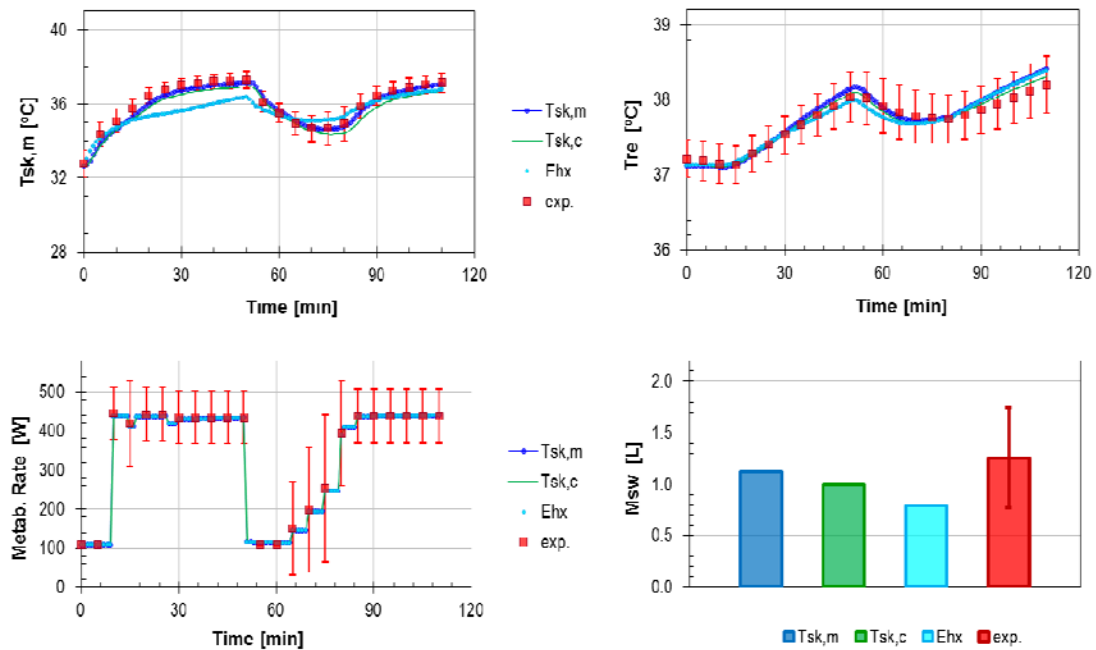 40
36
32
28
0
30
60
90
120
Tsk,m [ºC]
Time [min]
Tsk,m
Tsk,c
Ehx
exp.
39
38
37
36
0
30
60
90
120
Tre [ºC]
Time [min]
500
400
300
200
100
0
0
30
60
90
120
Metab. Rate [W]
Time [min]
Tsk,m
Tsk,c
Ehx
exp.
2.0
1.5
1.0
0.5
0.0
Msw [L]
Tsk,m Tsk,c Ehx exp.